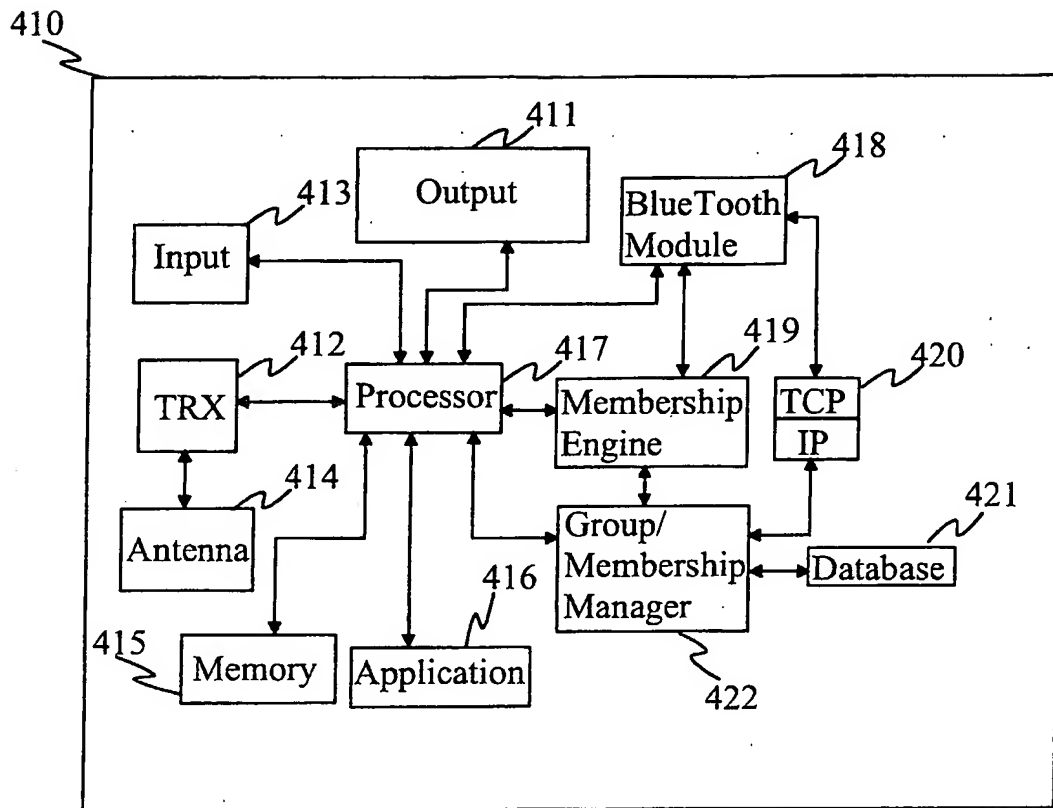 410
411
418
413
Output
BlueTooth
Module
Input
412
417
419
420
TRX
Processor
Membership
Engine
TCP
IP
414
421
Antenna
Group/
Membership
Manager
Database
416
415
Memory
Application
422